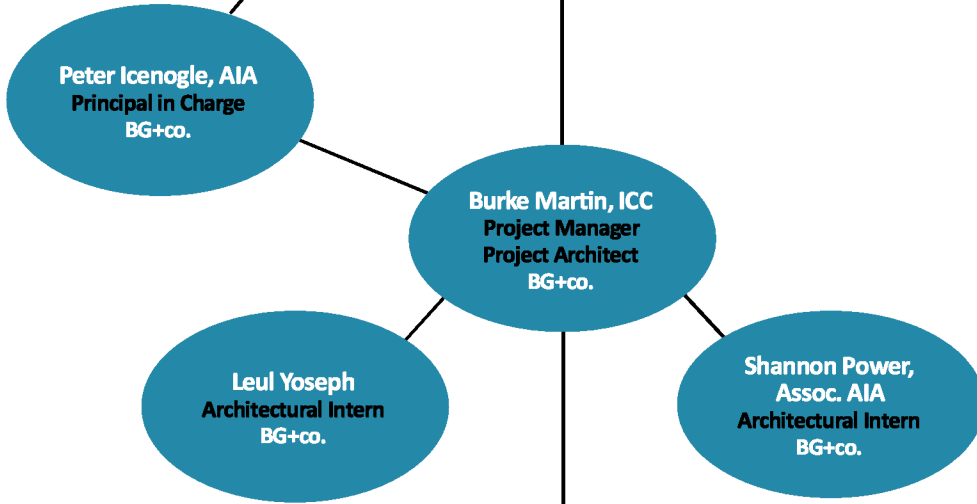 Peter Icenogle, AIA
Principal in Charge
BG+co.
Burke Martin, ICC
Project Manager
Project Architect
BG+co.
Leul Yoseph
Architectural Intern
BG+co.
Shannon Power,
Assoc. AIA
Architectural Intern
BG+co.